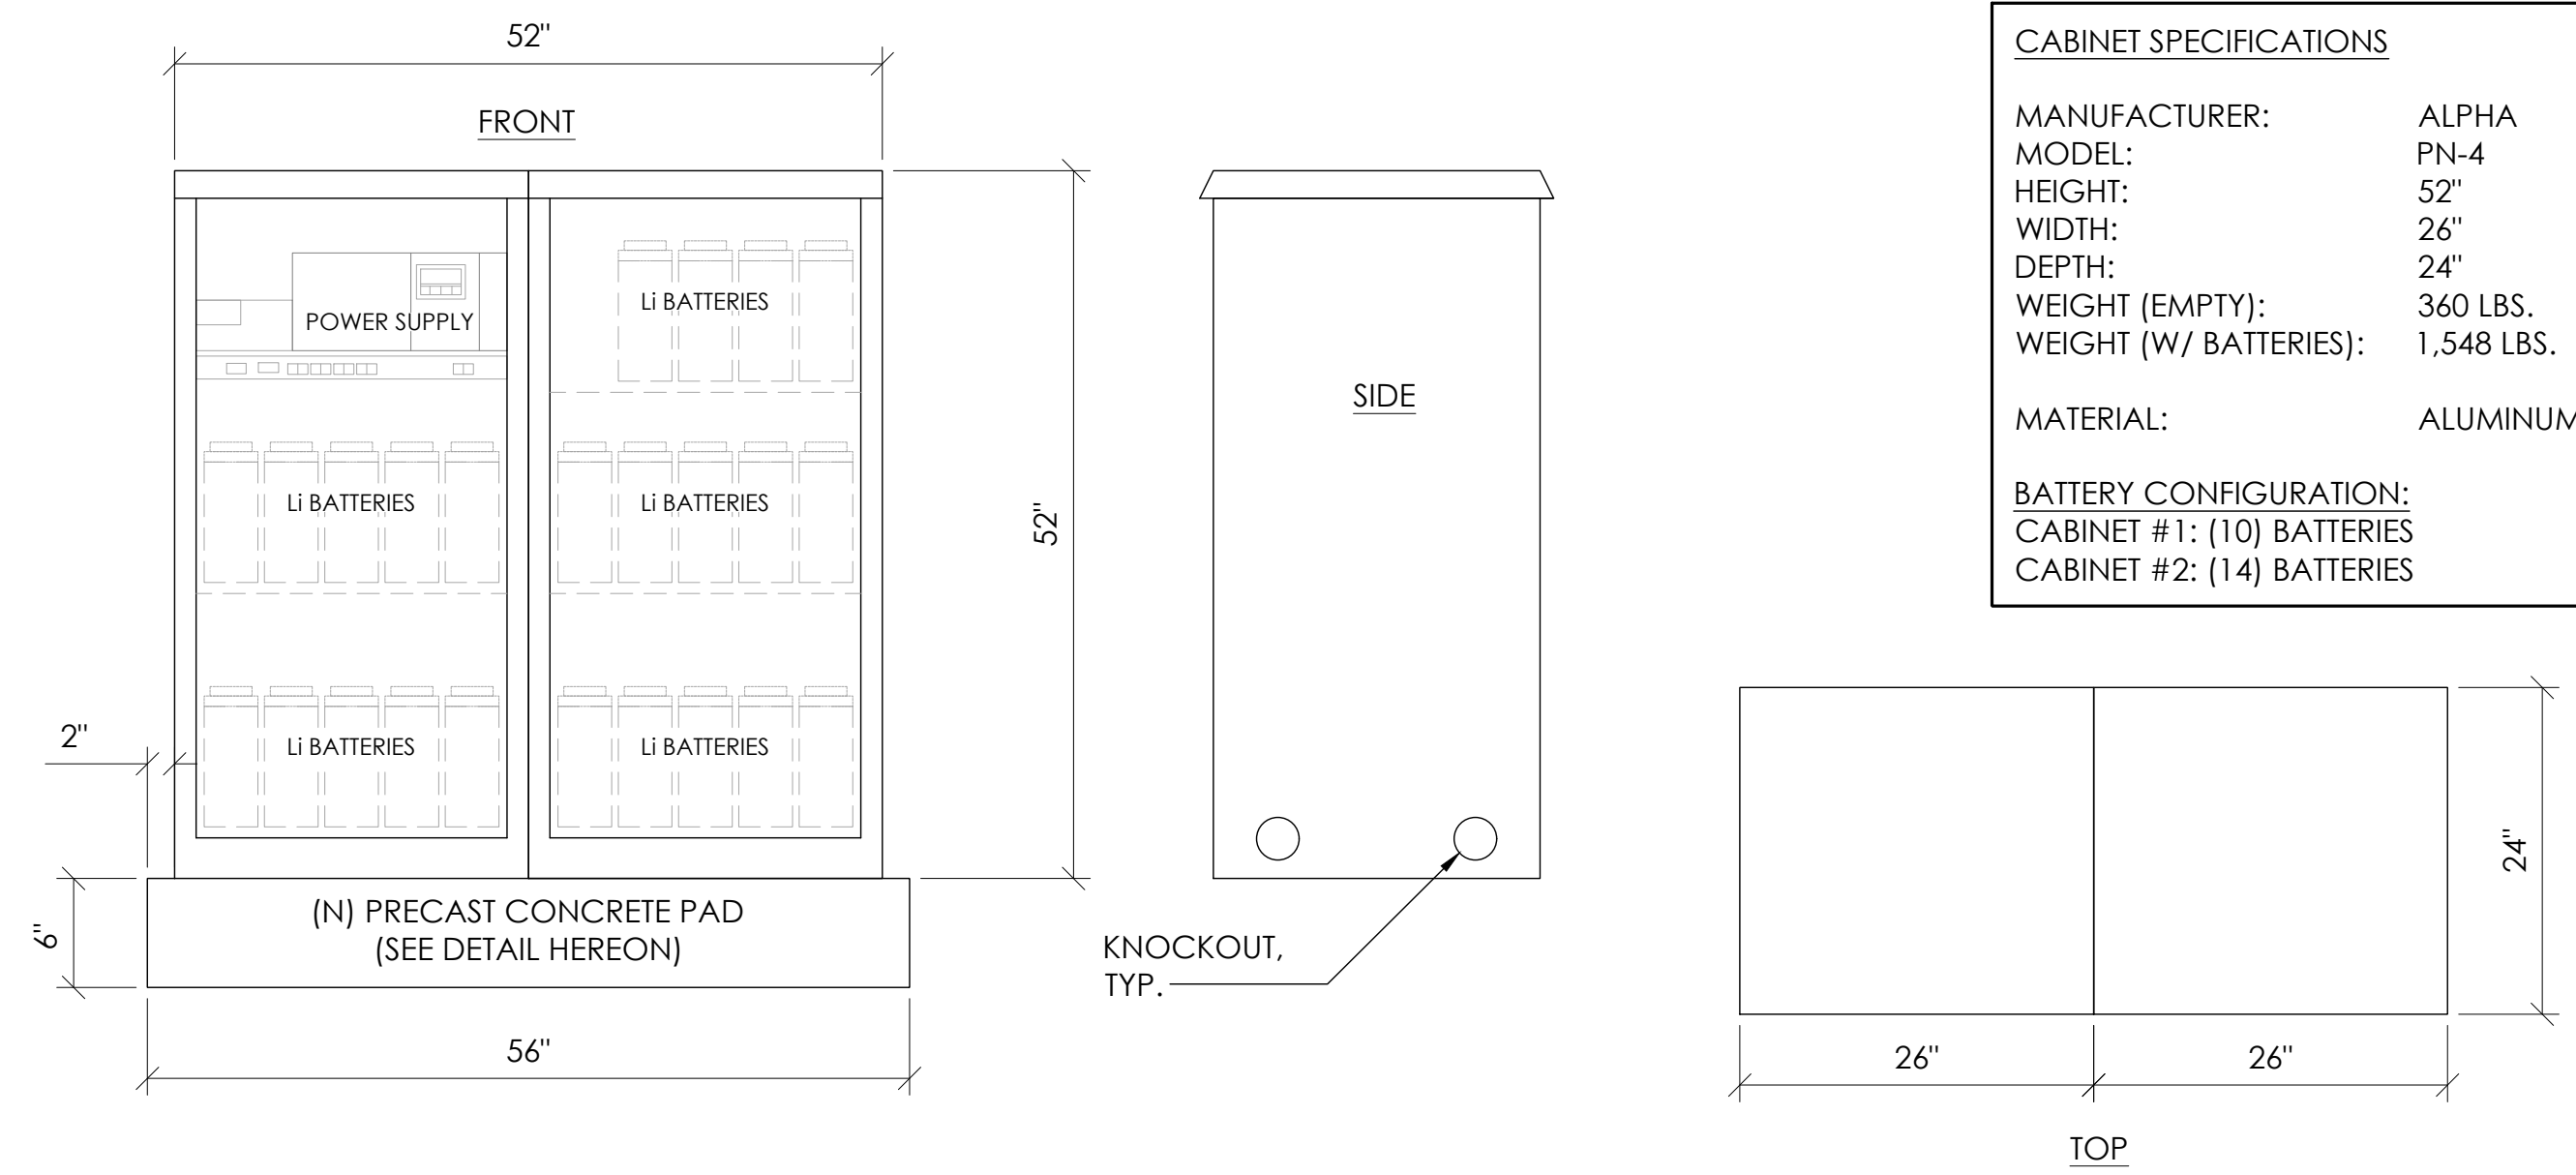 52"
FRONT
POWER SUPPLY
Li BATTERIES
Li BATTERIES
Li BATTERIES
Li BATTERIES
Li BATTERIES
2"
6"
52"
(N) PRECAST CONCRETE PAD
(SEE DETAIL HEREON)
56"
SIDE
KNOCKOUT,
TYP.
CABINET SPECIFICATIONS
MANUFACTURER: ALPHA
MODEL: PN-4
HEIGHT: 52"
WIDTH: 26"
DEPTH: 24"
WEIGHT (EMPTY): 360 LBS.
WEIGHT (W/ BATTERIES): 1,548 LBS.
MATERIAL: ALUMINUM
BATTERY CONFIGURATION:
CABINET #1: (10) BATTERIES
CABINET #2: (14) BATTERIES
24"
26" 26"
TOP